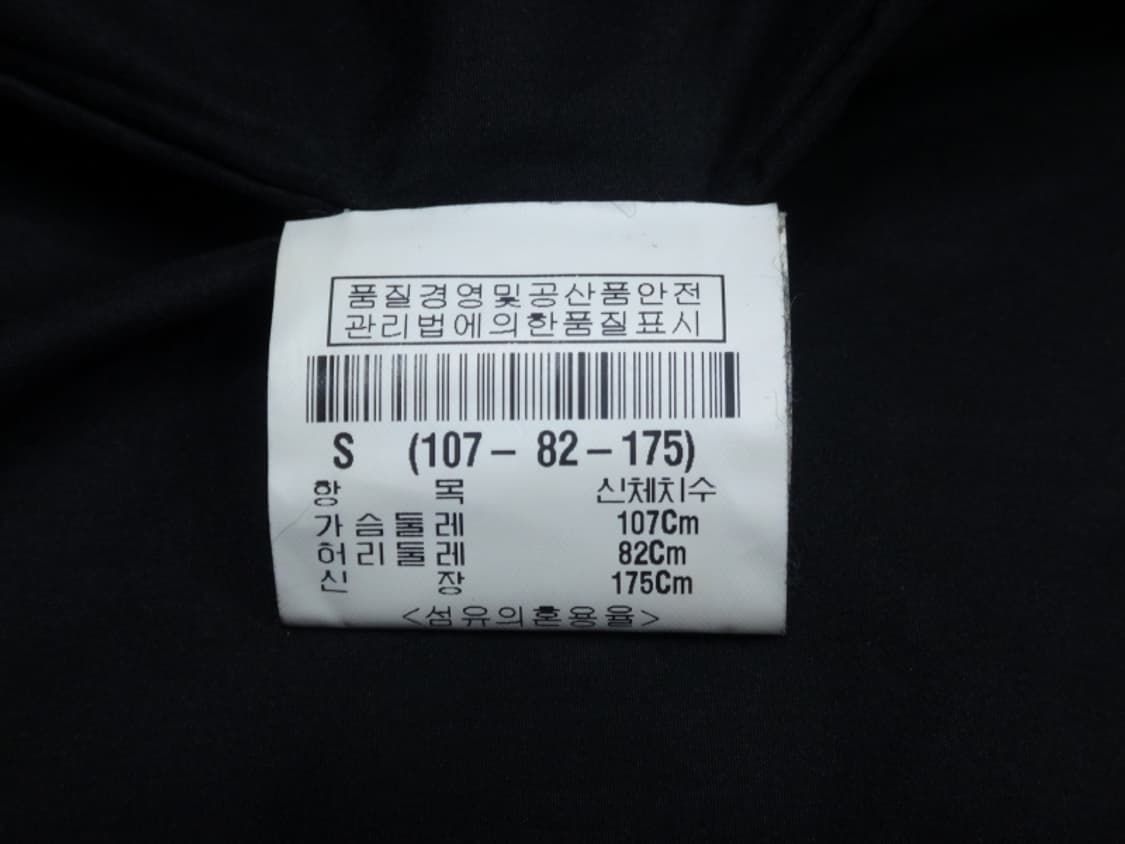 품질경영및공산품안전
관리법에의한품질표시
S (107 – 82 – 175)
항 목 신체치수
가슴둘레 107Cm
허리둘레 82Cm
신 장 175Cm
<섬유의혼용율>